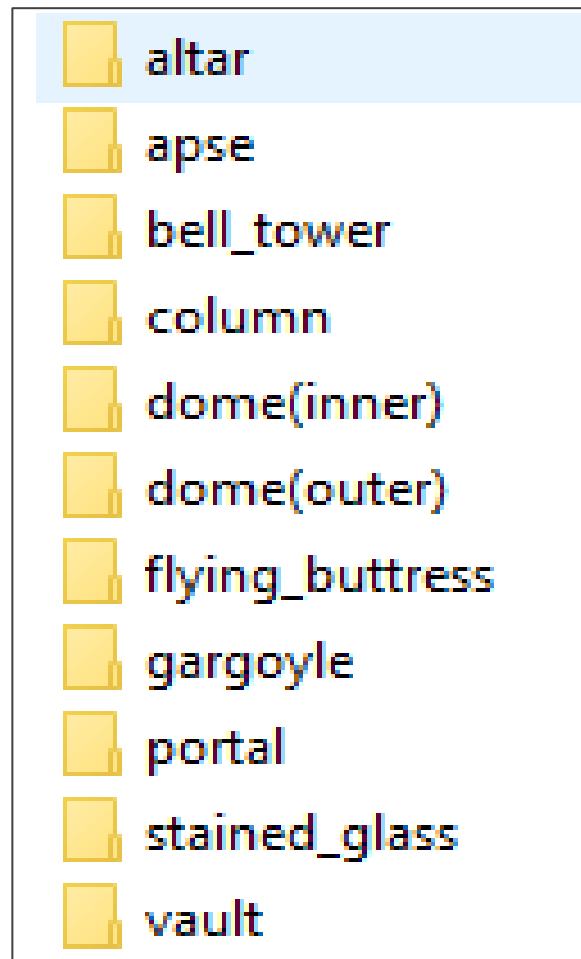 altar
apse
bell_tower
column
dome(inner)
dome(outer)
flying_buttress
gargoyle
portal
stained_glass
vault